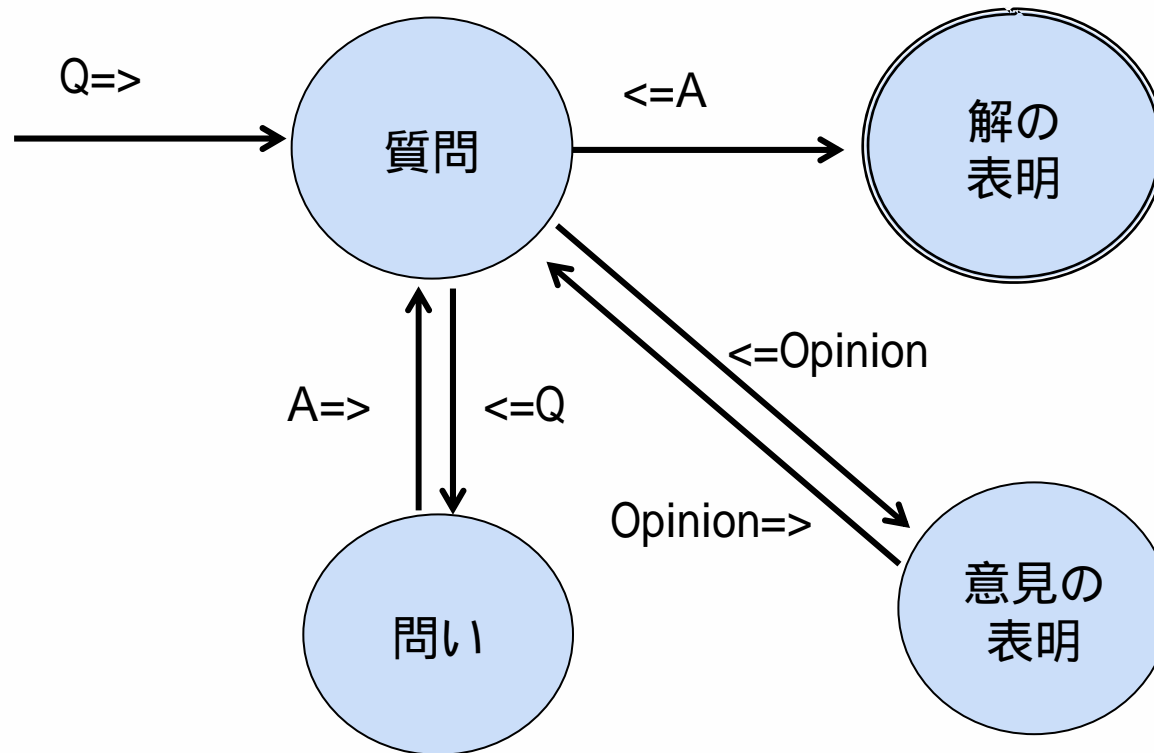 Q=>
質問
<=A
解の
表明
A=>
<=Q
<=Opinion
Opinion=>
問い
意見の
表明